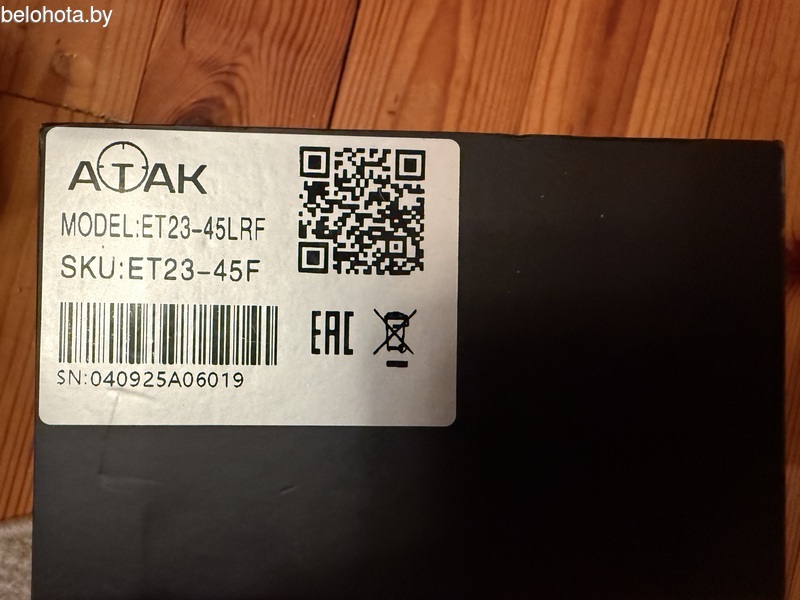 belohota.by
ATAK
MODEL:ET23-45LRF
SKU:ET23-45F
SN:040925A06019
EAC